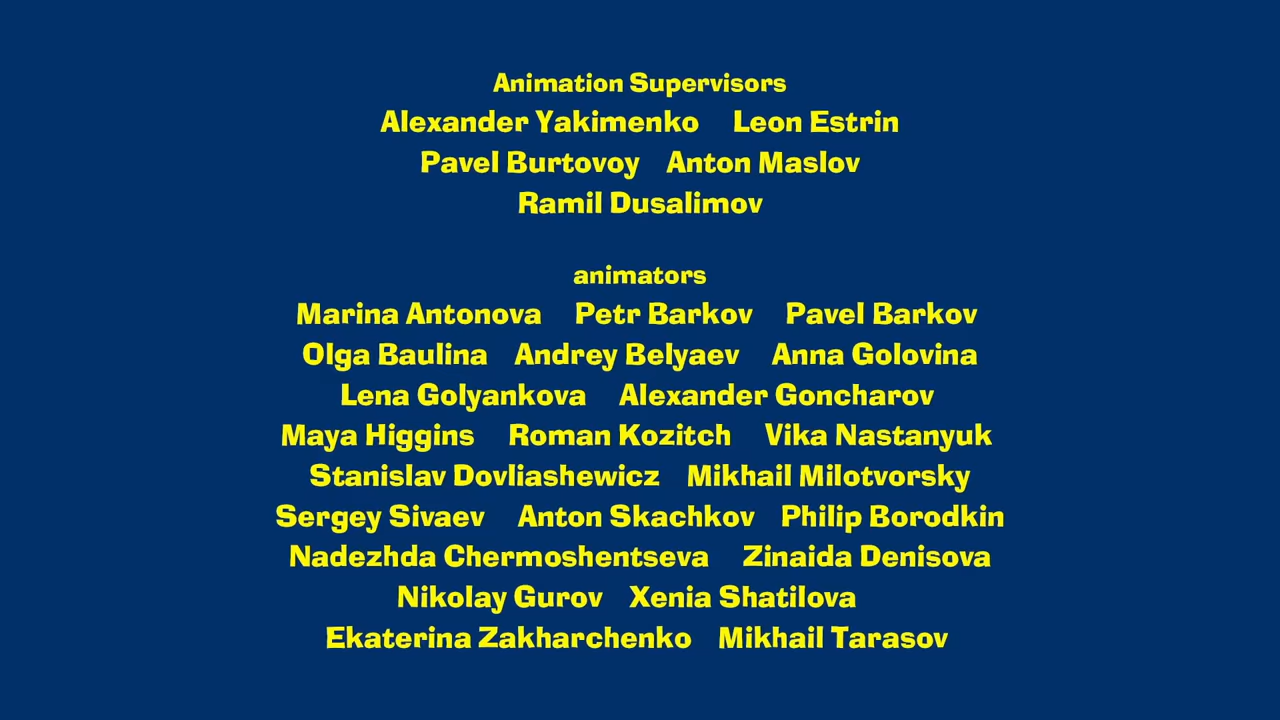 Animation Supervisors
Alexander Yakimenko Leon Estrin
Pavel Burtovoy Anton Maslov
Ramil Dusalimov
animators
Marina Antonova Petr Barkov Pavel Barkov
Olga Baulina Andrey Belyaev Anna Golovina
Lena Golyankova Alexander Goncharov
Maya Higgins Roman Kozitch Vika Nastanyuk
Stanislav Dovliashewicz Mikhail Milotvorsky
Sergey Sivaev Anton Skachkov Philip Borodkin
Nadezhda Chermoshentseva Zinaida Denisova
Nikolay Gurov Xenia Shatilova
Ekaterina Zakharchenko Mikhail Tarasov